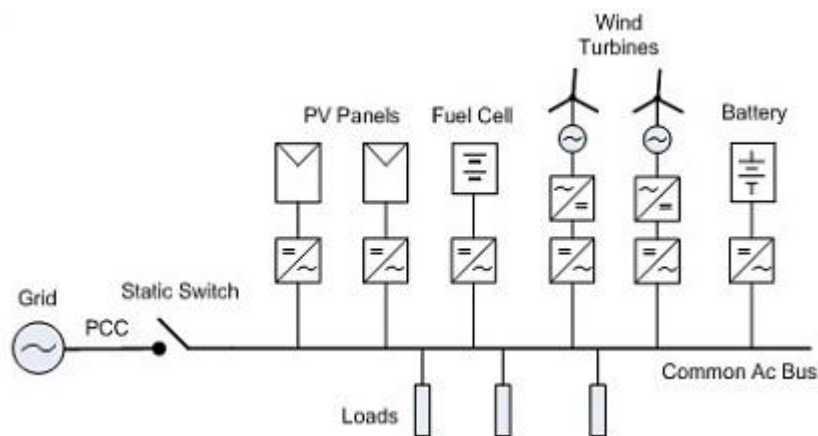 Wind
Turbines
PV Panels
Fuel Cell
Battery
Static Switch
Grid
PCC
Common Ac Bus
Loads